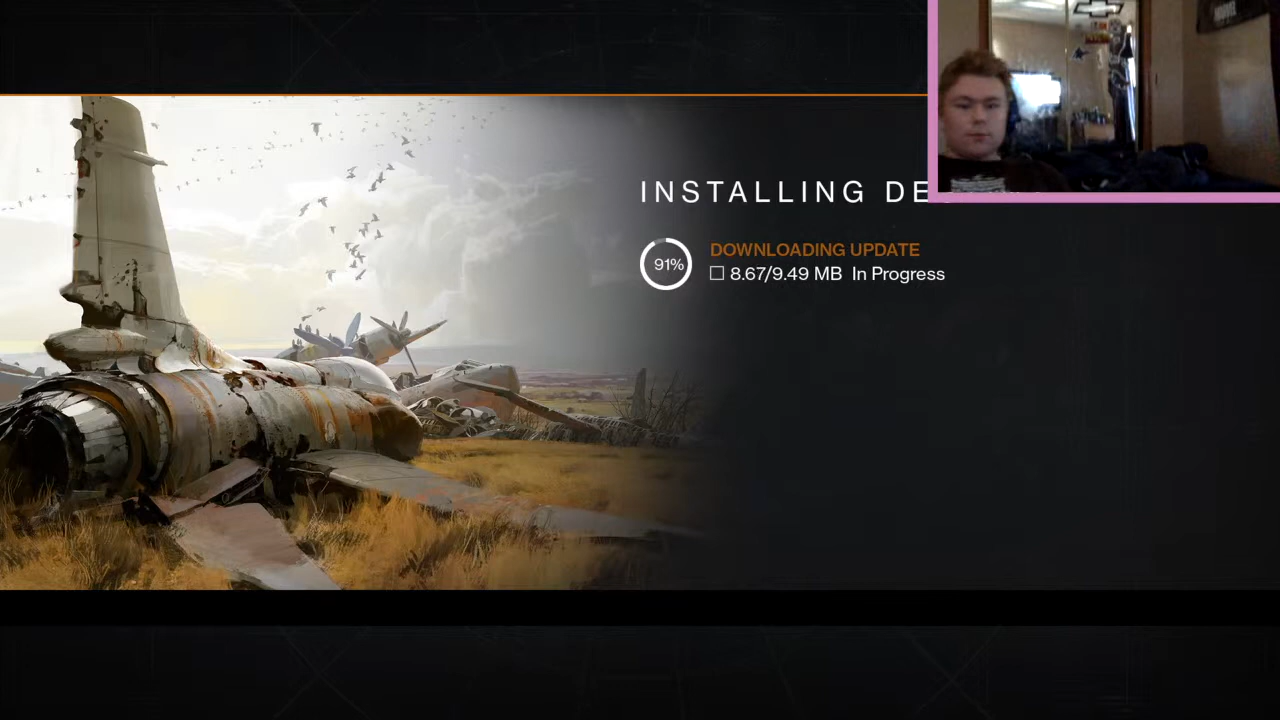 INSTALLING DE
91%
DOWNLOADING UPDATE
☐ 8.67/9.49 MB In Progress